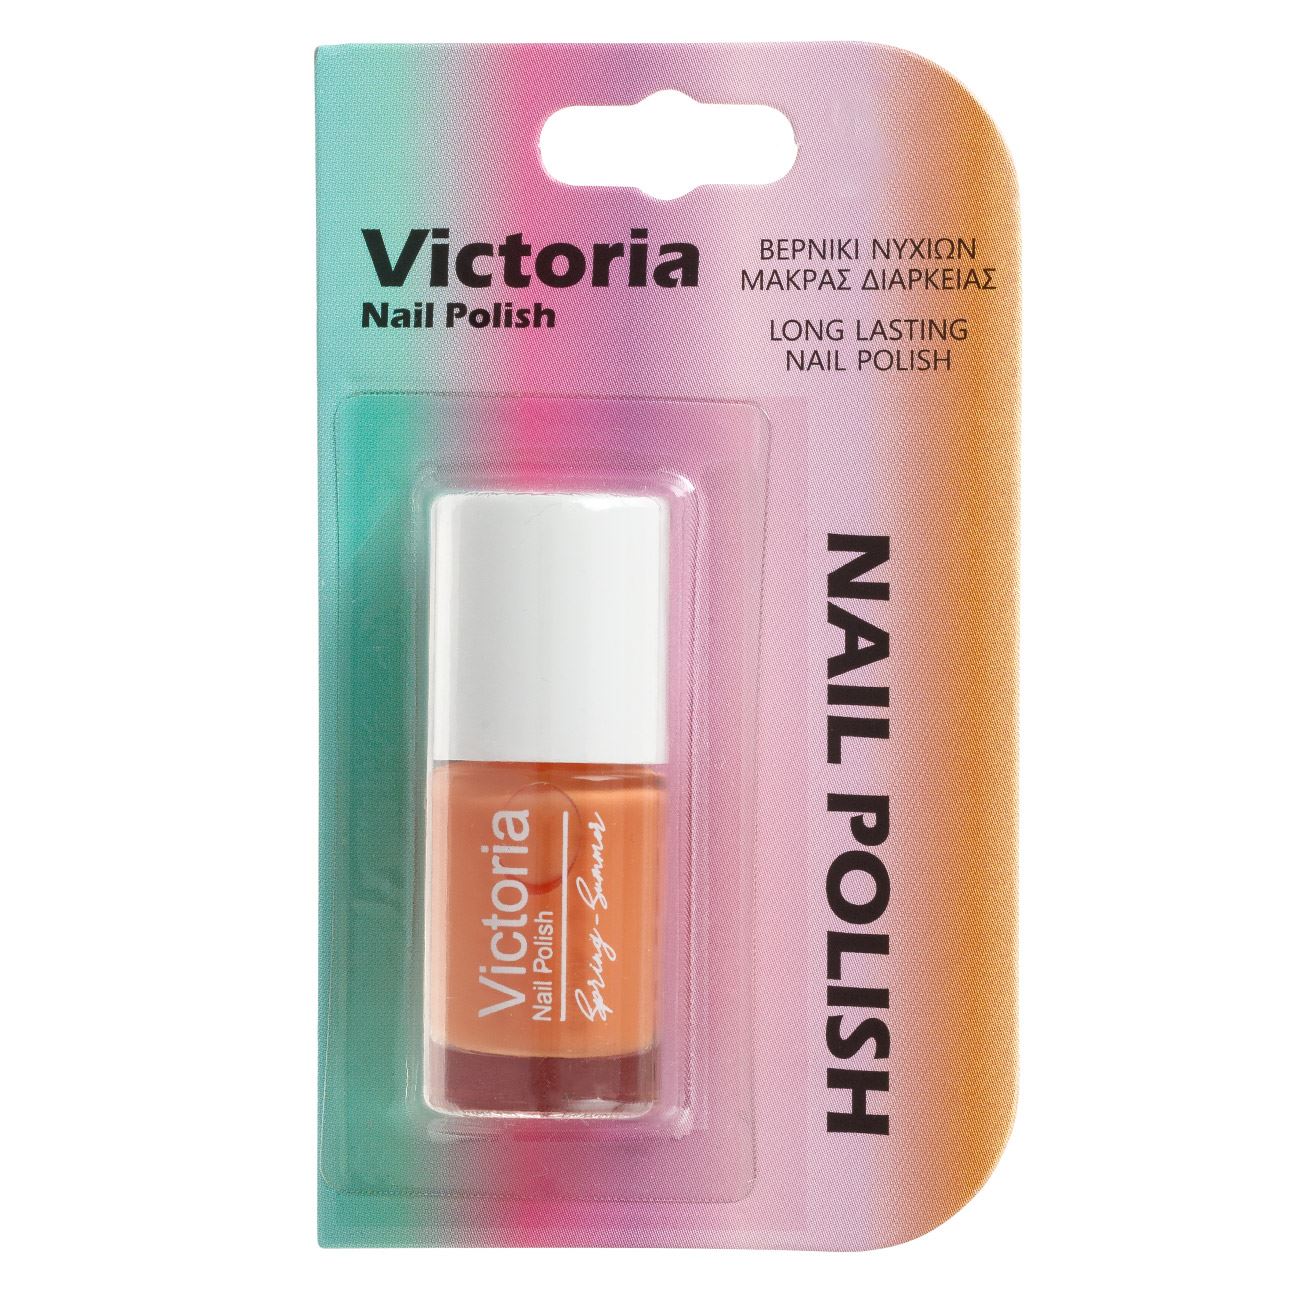 Victoria
Nail Polish
ΒΕΡΝΙΚΙ ΝΥΧΙΩΝ
ΜΑΚΡΑΣ ΔΙΑΡΚΕΙΑΣ
LONG LASTING
NAIL POLISH
NAIL POLISH
Victoria
Nail Polish
Spring-Summer